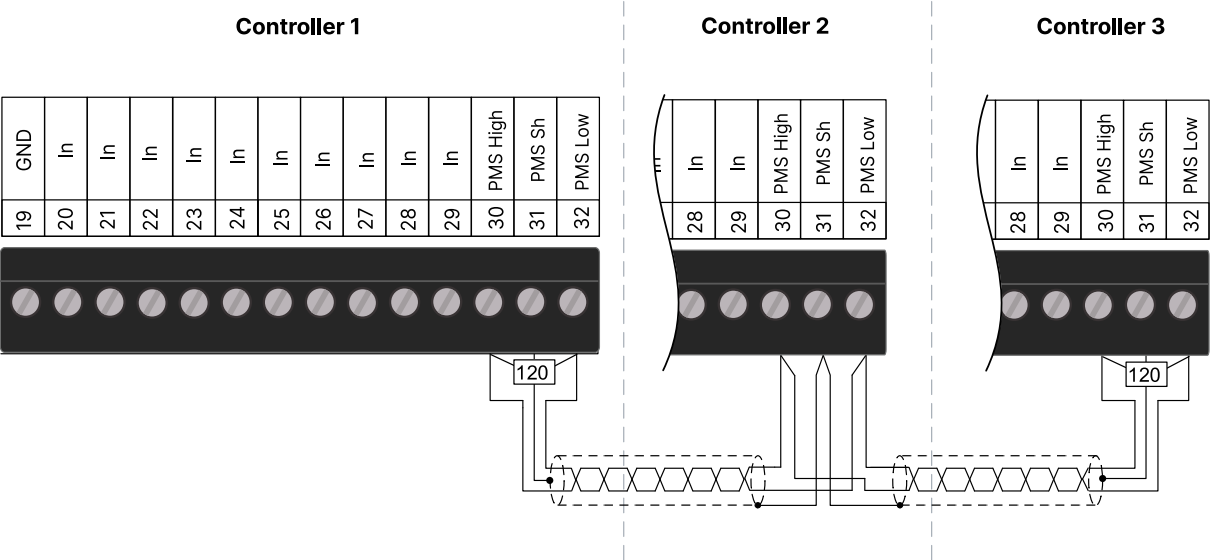 Controller 1
Controller 2
Controller 3
GND
In
In
In
In
In
In
In
In
In
In
PMS High
PMS Sh
PMS Low
19
20
21
22
23
24
25
26
27
28
29
30
31
32
120
In
In
In
PMS High
PMS Sh
PMS Low
28
29
30
31
32
In
In
PMS High
PMS Sh
PMS Low
28
29
30
31
32
120